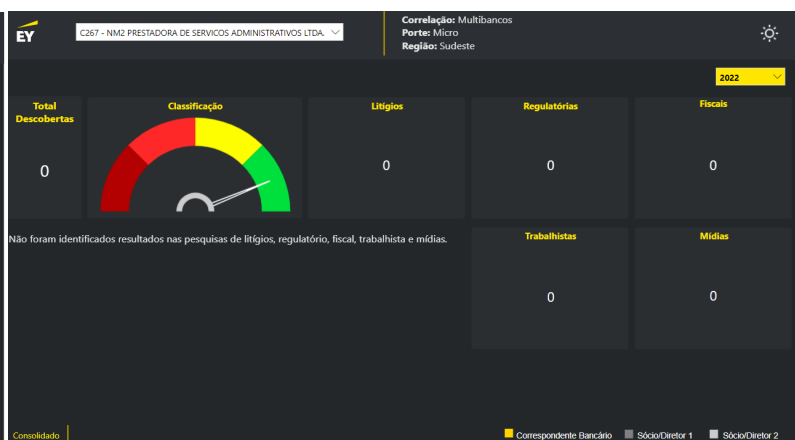 EY
C267 - NM2 PRESTADORA DE SERVICOS ADMINISTRATIVOS LTDA.
Correlação: Multibancos
Porte: Micro
Região: Sudeste
2022
Total
Descobertas
0
Classificação
Litígios
0
Regulatórias
0
Fiscais
0
Não foram identificados resultados nas pesquisas de litígios, regulatório, fiscal, trabalhista e mídias.
Trabalhistas
0
Mídias
0
Consolidado
Correspondente Bancário
Sócio/Diretor 1
Sócio/Diretor 2